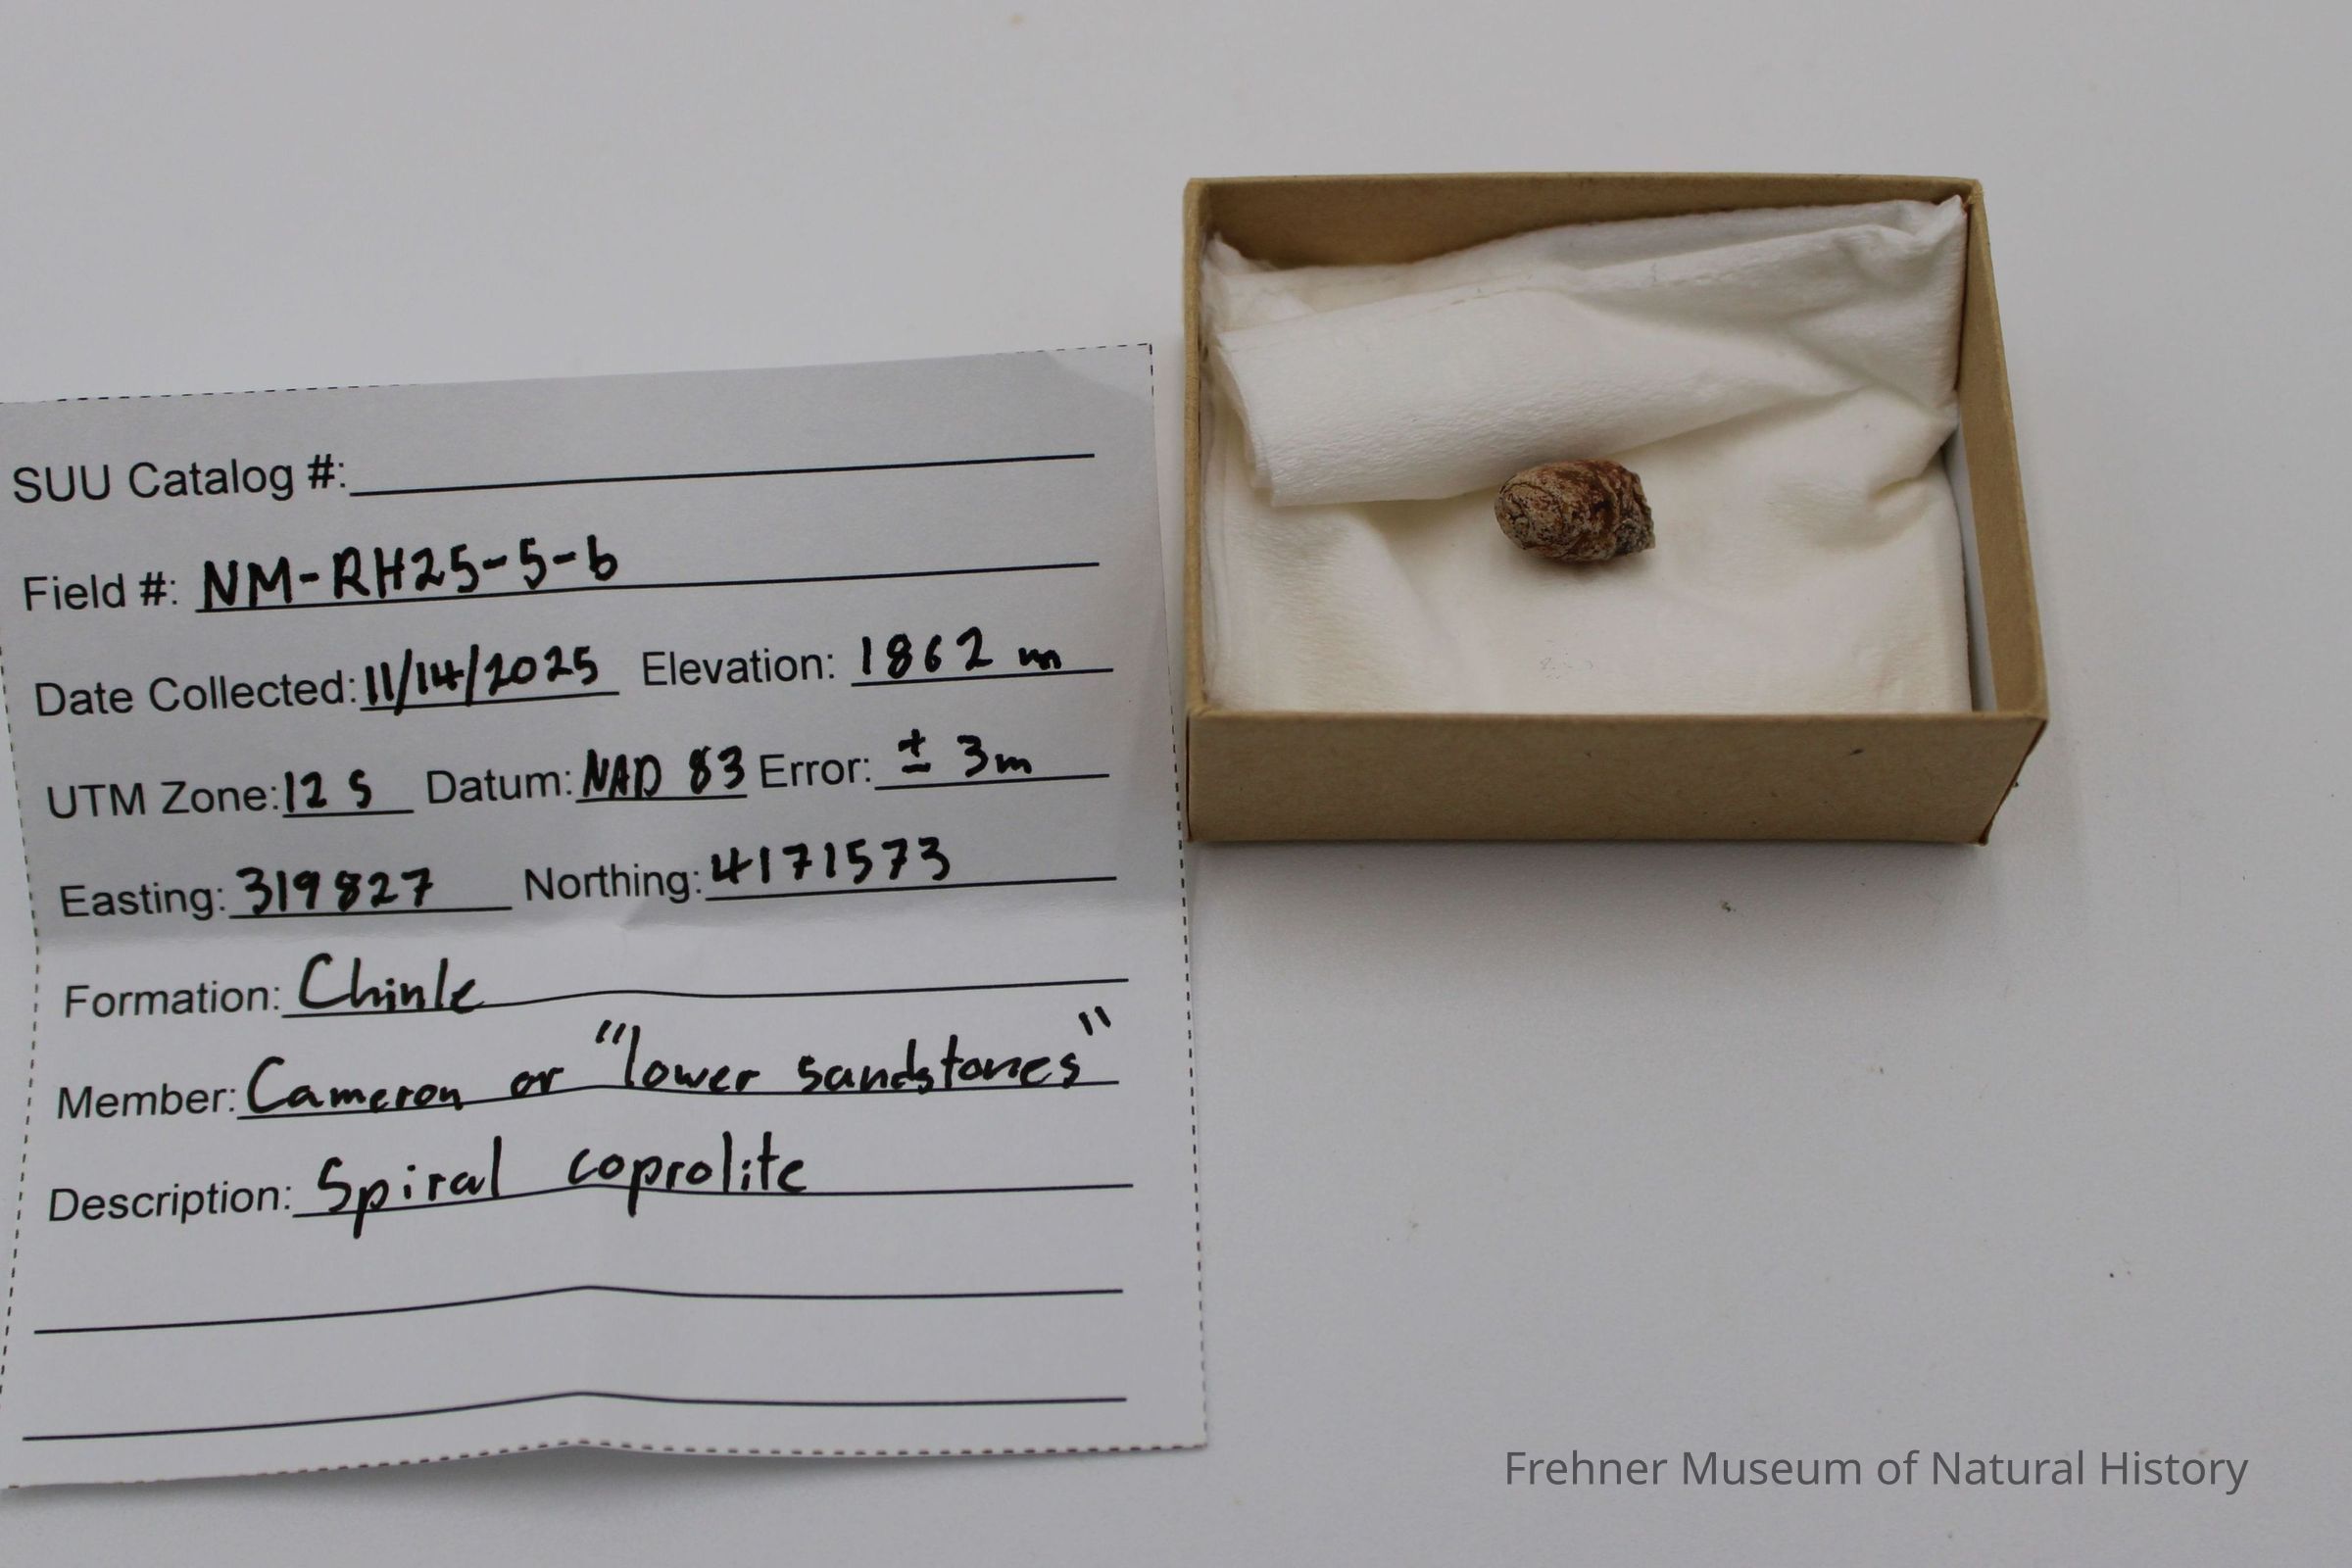 SUU Catalog #:
Field #: NM-RH25-5-b
Date Collected: 11/14/2025 Elevation: 1862 m
UTM Zone: 12 S Datum: NAD 83 Error: ± 3m
Easting: 319827 Northing: 4171573
Formation: Chinle
Member: Cameron or "lower sandstones"
Description: Spiral coprolite
Frehner Museum of Natural History